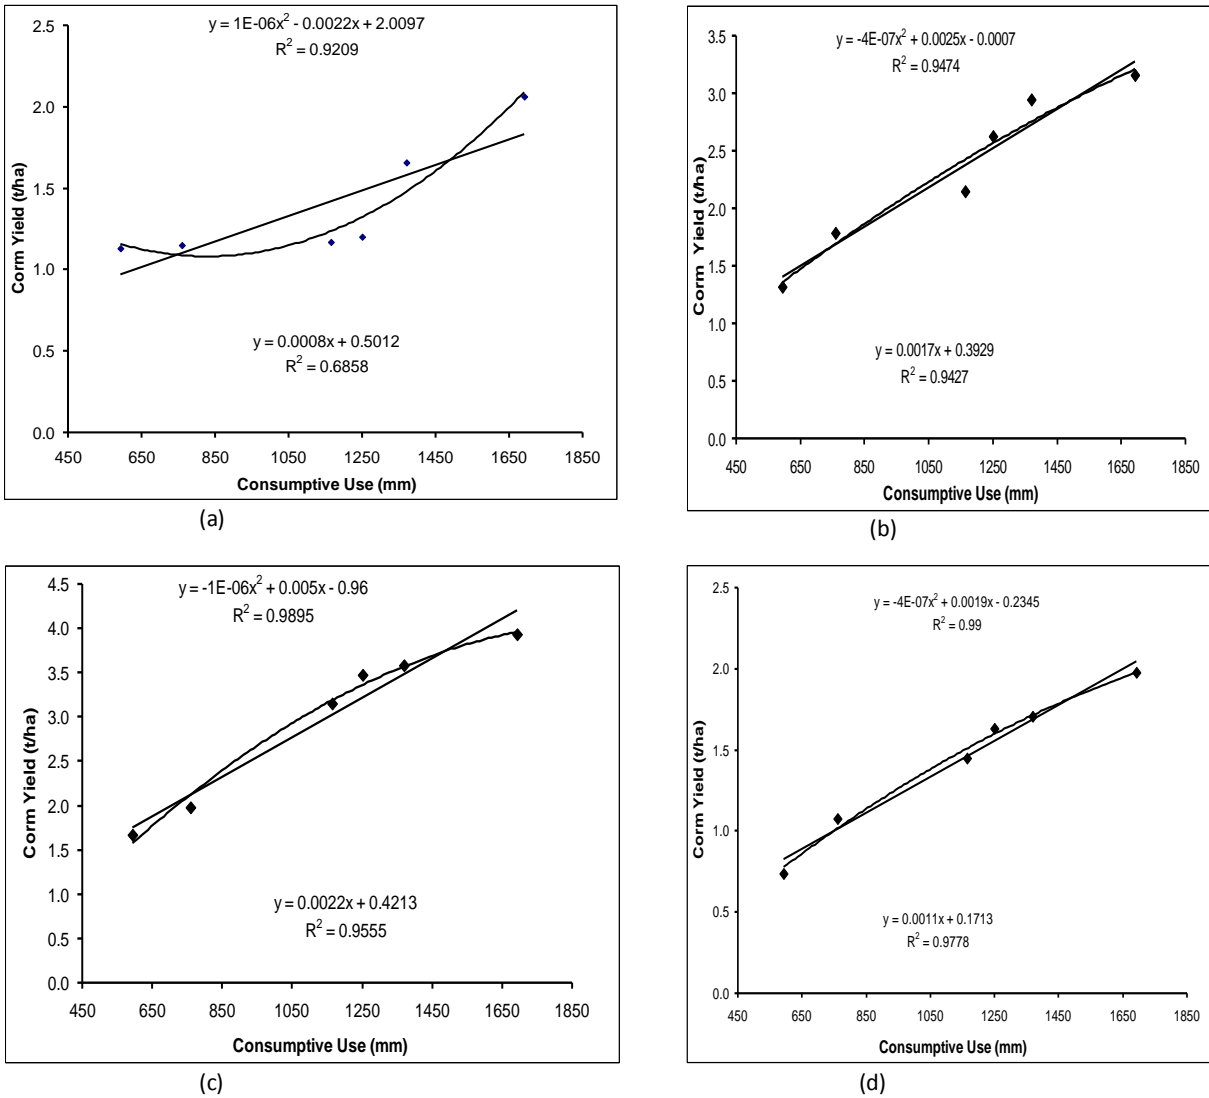 y = 1E-06x² - 0.0022x + 2.0097
R² = 0.9209
2.5
2.0
1.5
1.0
0.5
0.0
Corm Yield (t/ha)
y = 0.0008x + 0.5012
R² = 0.6858
450 650 850 1050 1250 1450 1650 1850
Consumptive Use (mm)
(a)
y = -4E-07x² + 0.0025x - 0.0007
R² = 0.9474
3.5
3.0
2.5
2.0
1.5
1.0
0.5
0.0
Corm Yield (t/ha)
y = 0.0017x + 0.3929
R² = 0.9427
450 650 850 1050 1250 1450 1650 1850
Consumptive Use (mm)
(b)
y = -1E-06x² + 0.005x - 0.96
R² = 0.9895
4.5
4.0
3.5
3.0
2.5
2.0
1.5
1.0
0.5
0.0
Corm Yield (t/ha)
y = 0.0022x + 0.4213
R² = 0.9555
450 650 850 1050 1250 1450 1650 1850
Consumptive Use (mm)
(c)
y = -4E-07x² + 0.0019x - 0.2345
R² = 0.99
2.5
2.0
1.5
1.0
0.5
0.0
Corm Yield (t/ha)
y = 0.0011x + 0.1713
R² = 0.9778
450 650 850 1050 1250 1450 1650 1850
Consumptive Use (mm)
(d)